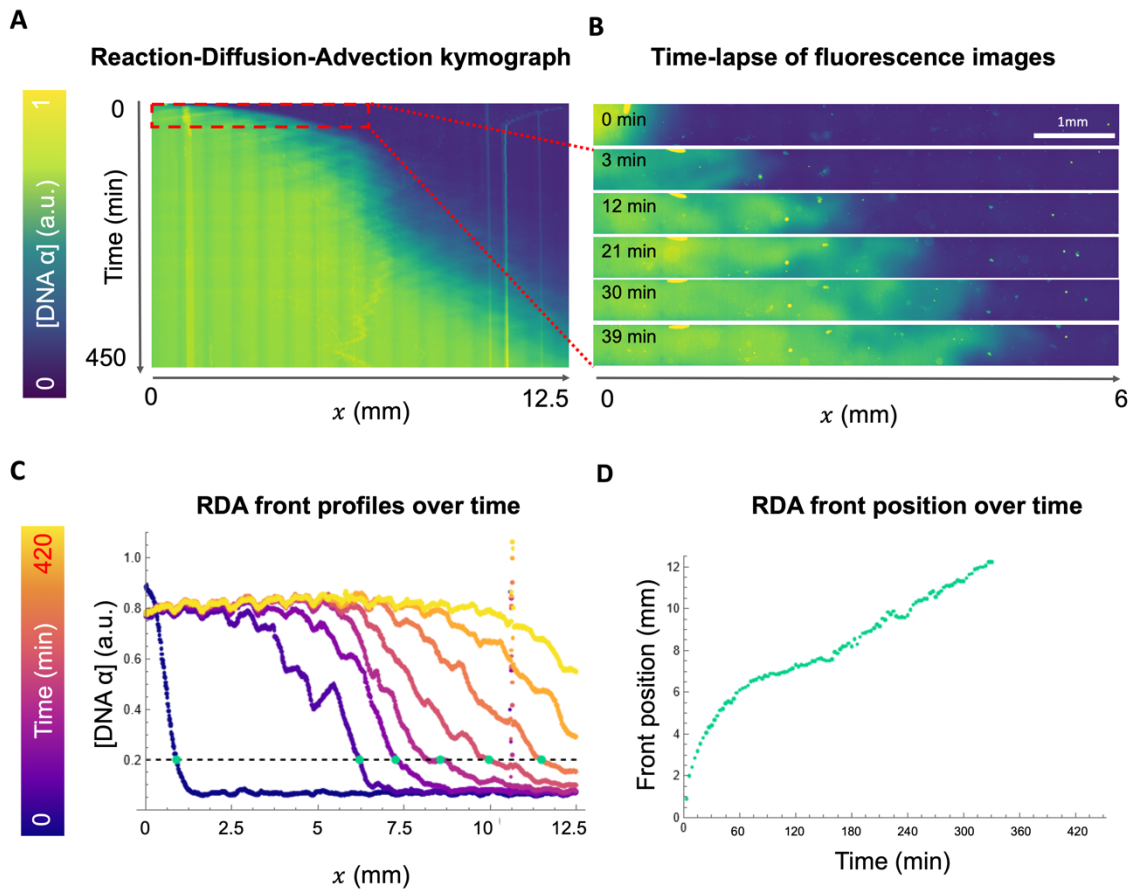 A
Reaction-Diffusion-Advection kymograph
1
[DNA α] (a.u.)
0
0
Time (min)
450
0
12.5
x (mm)
B
Time-lapse of fluorescence images
0 min
1mm
3 min
12 min
21 min
30 min
39 min
0
6
x (mm)
C
RDA front profiles over time
420
Time (min)
0
[DNA α] (a.u.)
1.0
0.8
0.6
0.4
0.2
0
2.5
5
7.5
10
12.5
x (mm)
D
RDA front position over time
Front position (mm)
12
10
8
6
4
2
0
0
60
120
180
240
300
360
420
Time (min)